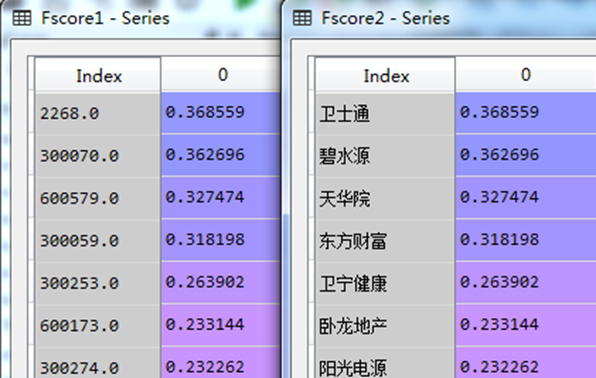 Fscore1 - Series
Index 0
2268.0 0.368559
300070.0 0.362696
600579.0 0.327474
300059.0 0.318198
300253.0 0.263902
600173.0 0.233144
300274.0 0.232262
Fscore2 - Series
Index 0
卫士通 0.368559
碧水源 0.362696
天华院 0.327474
东方财富 0.318198
卫宁健康 0.263902
卧龙地产 0.233144
阳光电源 0.232262